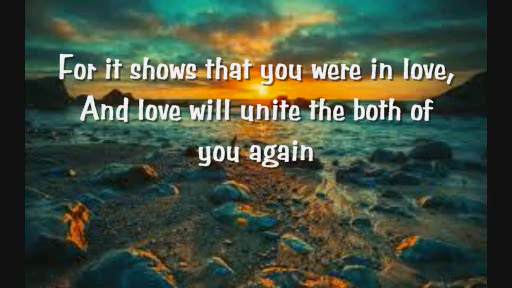 For it shows that you were in love,
And love will unite the both of
you again